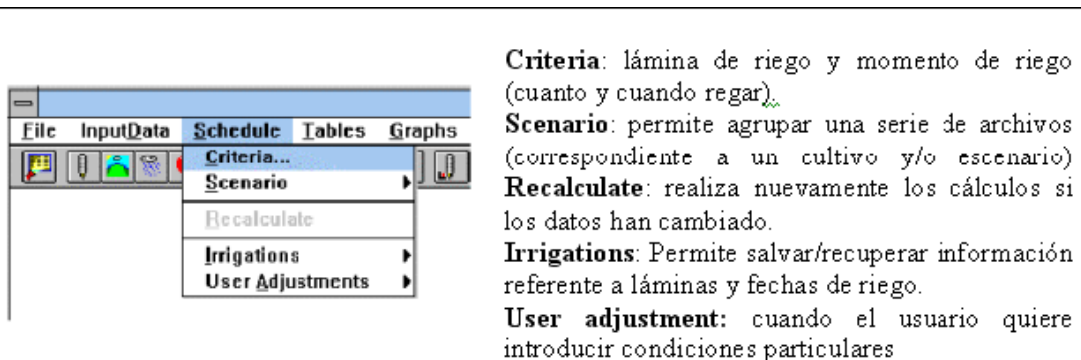 File InputData Schedule Tables Graphs
Criteria...
Scenario
Recalculate
Irrigations
User Adjustments
Criteria: lámina de riego y momento de riego
(cuanto y cuando regar).
Scenario: permite agrupar una serie de archivos
(correspondiente a un cultivo y/o escenario)
Recalculate: realiza nuevamente los cálculos si
los datos han cambiado.
Irrigations: Permite salvar/recuperar información
referente a láminas y fechas de riego.
User adjustment: cuando el usuario quiere
introducir condiciones particulares